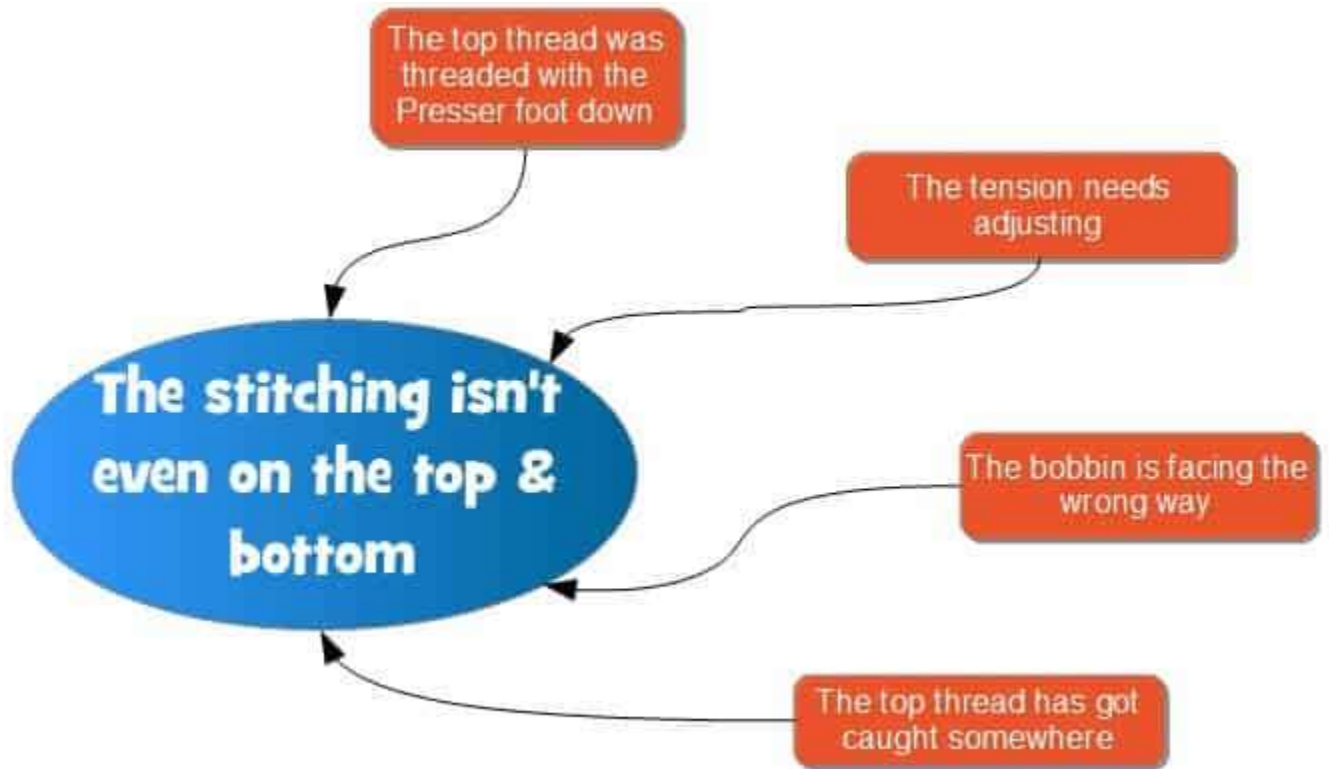 The top thread was
threaded with the
Presser foot down
The tension needs
adjusting
The stitching isn't
even on the top &
bottom
The bobbin is facing the
wrong way
The top thread has got
caught somewhere